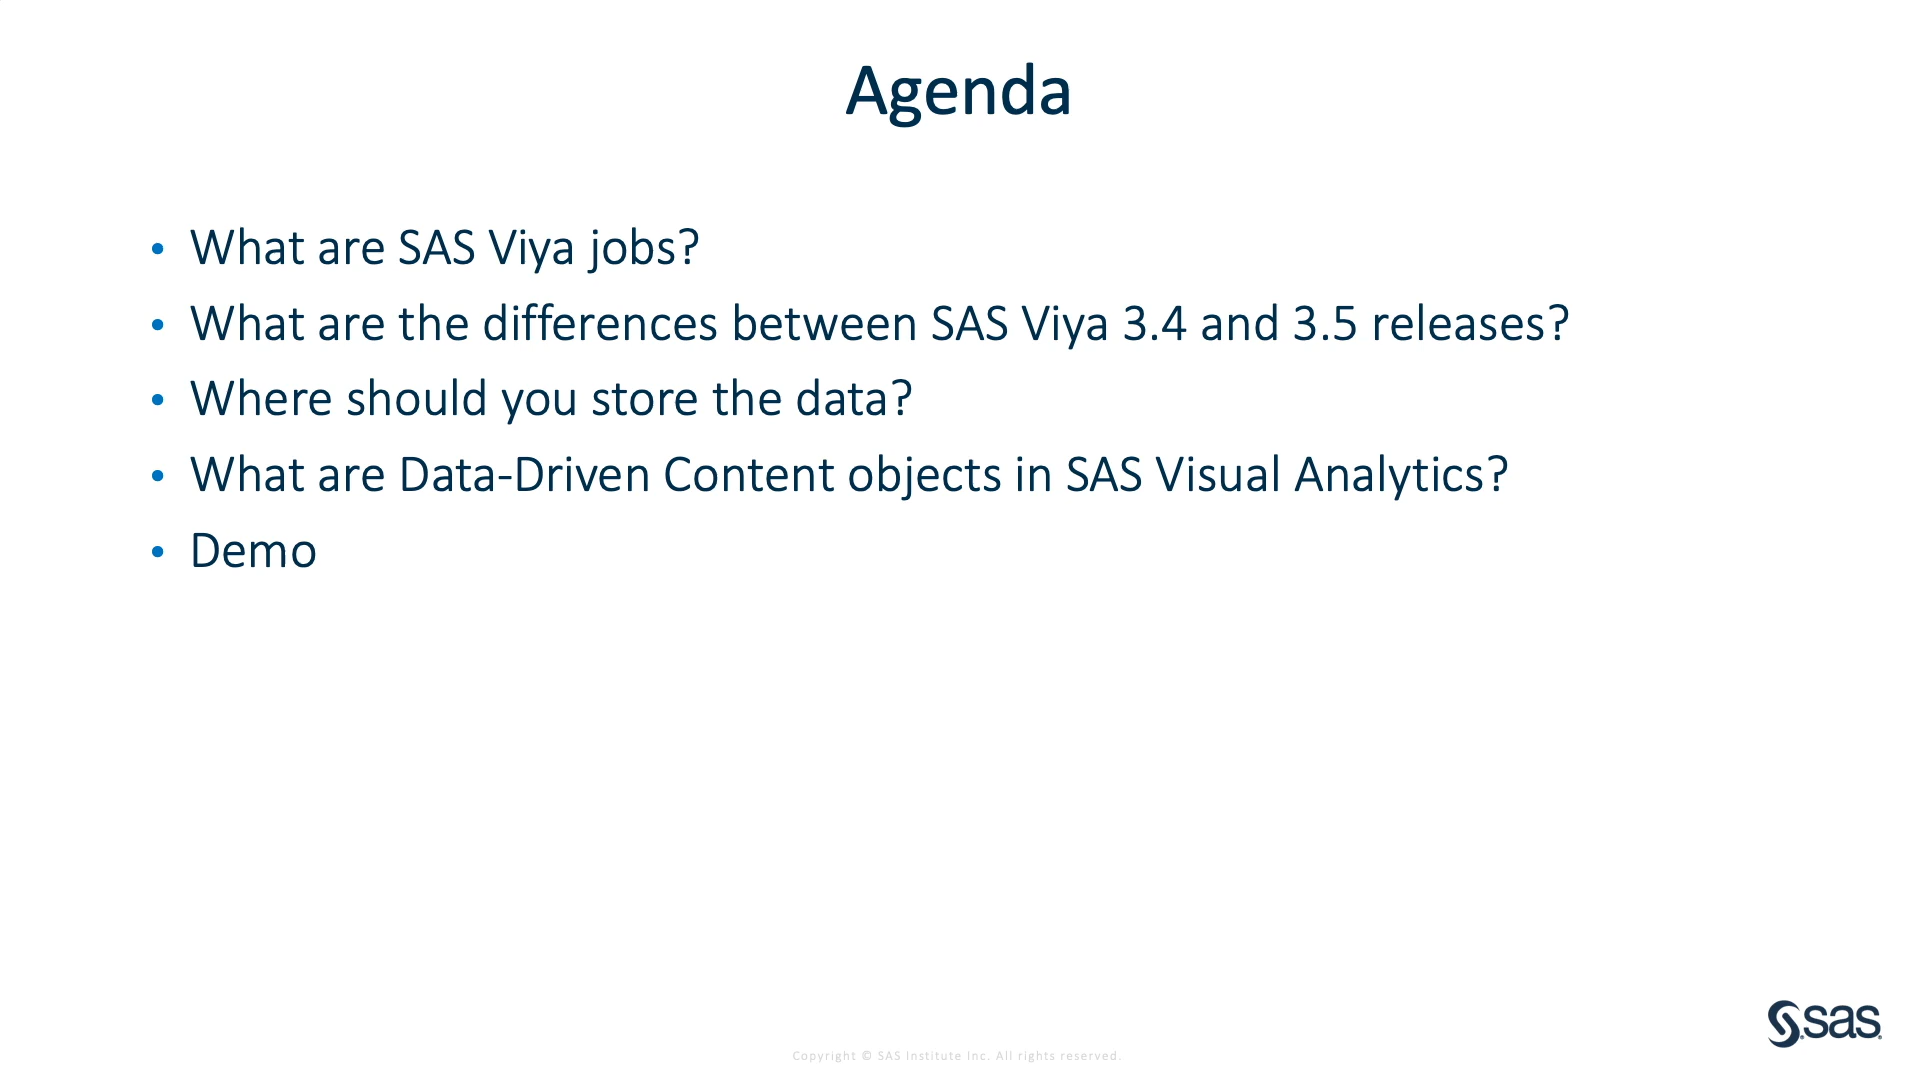 Agenda
• What are SAS Viya jobs?
• What are the differences between SAS Viya 3.4 and 3.5 releases?
• Where should you store the data?
• What are Data-Driven Content objects in SAS Visual Analytics?
• Demo
sas
Copyright © SAS Institute Inc. All rights reserved.